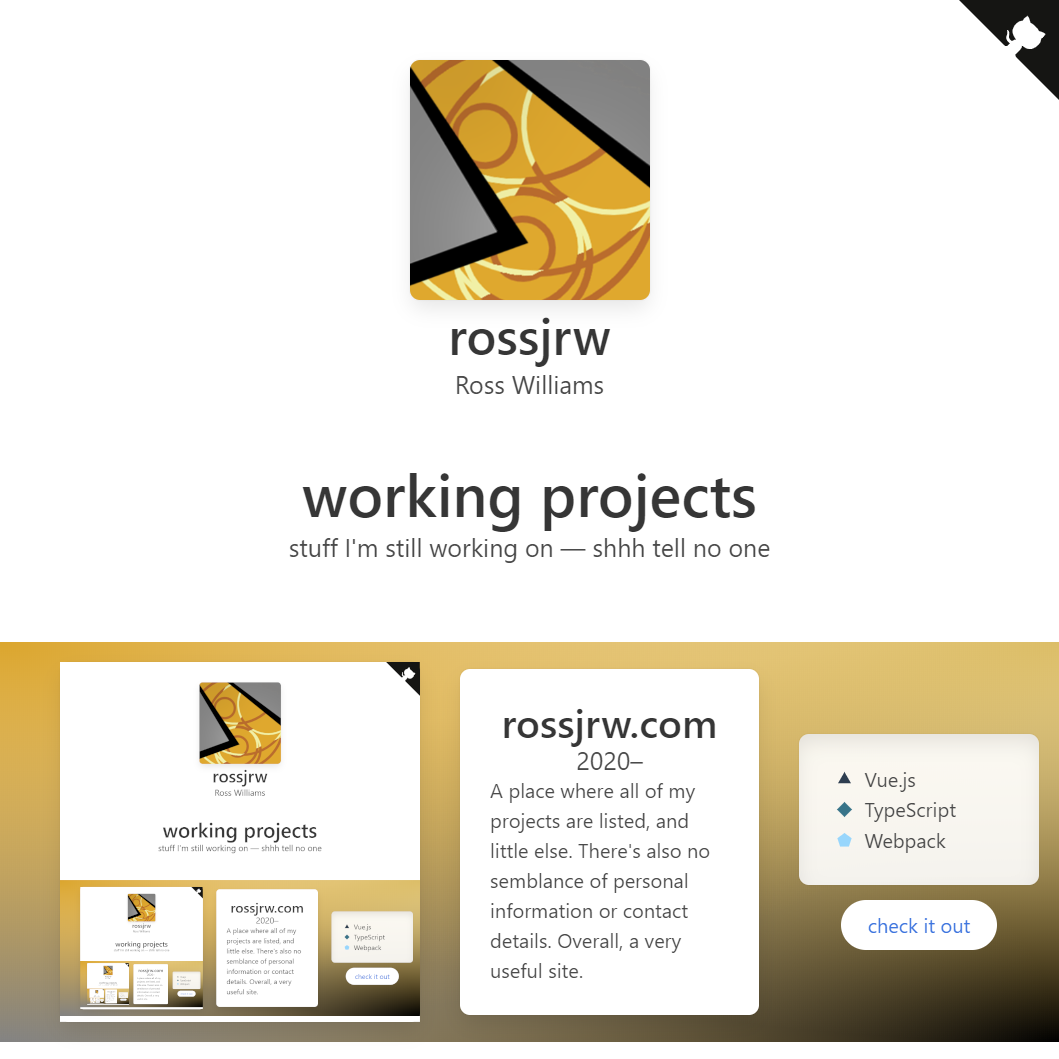 rossjrw
Ross Williams
working projects
stuff I'm still working on — shhh tell no one
rossjrw
Ross Williams
working projects
stuff I'm still working on — shhh tell no one
rossjrw.com
2020–
A place where all of my
projects are listed, and
little else. There's also no
semblance of personal
information or contact
details. Overall, a very
useful site.
Vue.js
TypeScript
Webpack
check it out
rossjrw
working projects
rossjrw.com
2020–
A place where all of my
projects are listed, and
little else. There's also no
semblance of personal
information or contact
details. Overall, a very
useful site.
Vue.js
TypeScript
Webpack
check it out